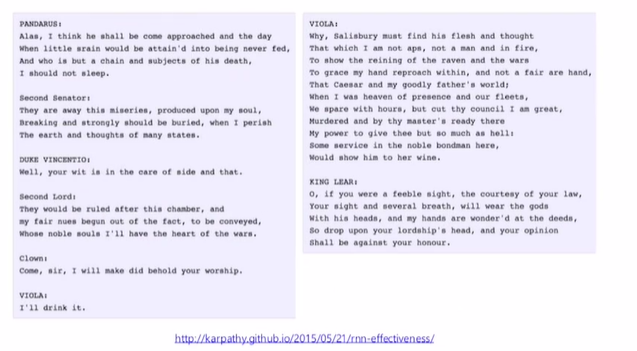 PANDARUS:
Alas, I think he shall be come approached and the day
When little srain would be attain'd into being never fed,
And who is but a chain and subjects of his death,
I should not sleep.
Second Senator:
They are away this miseries, produced upon my soul,
Breaking and strongly should be buried, when I perish
The earth and thoughts of many states.
DUKE VINCENTIO:
Well, your wit is in the care of side and that.
Second Lord:
They would be ruled after this chamber, and
my fair nues begun out of the fact, to be conveyed,
Whose noble souls I'll have the heart of the wars.
Clown:
Come, sir, I will make did behold your worship.
VIOLA:
I'll drink it.
VIOLA:
Why, Salisbury must find his flesh and thought
That which I am not aps, not a man and in fire,
To show the reining of the raven and the wars
To grace my hand reproach within, and not a fair are hand,
That Caesar and my goodly father's world;
When I was heaven of presence and our fleets,
We spare with hours, but cut thy council I am great,
Murdered and by thy master's ready there
My power to give thee but so much as hell:
Some service in the noble bondman here,
Would show him to her wine.
KING LEAR:
O, if you were a feeble sight, the courtesy of your law,
Your sight and several breath, will wear the gods
With his heads, and my hands are wonder'd at the deeds,
So drop upon your lordship's head, and your opinion
Shall be against your honour.
http://karpathy.github.io/2015/05/21/rnn-effectiveness/